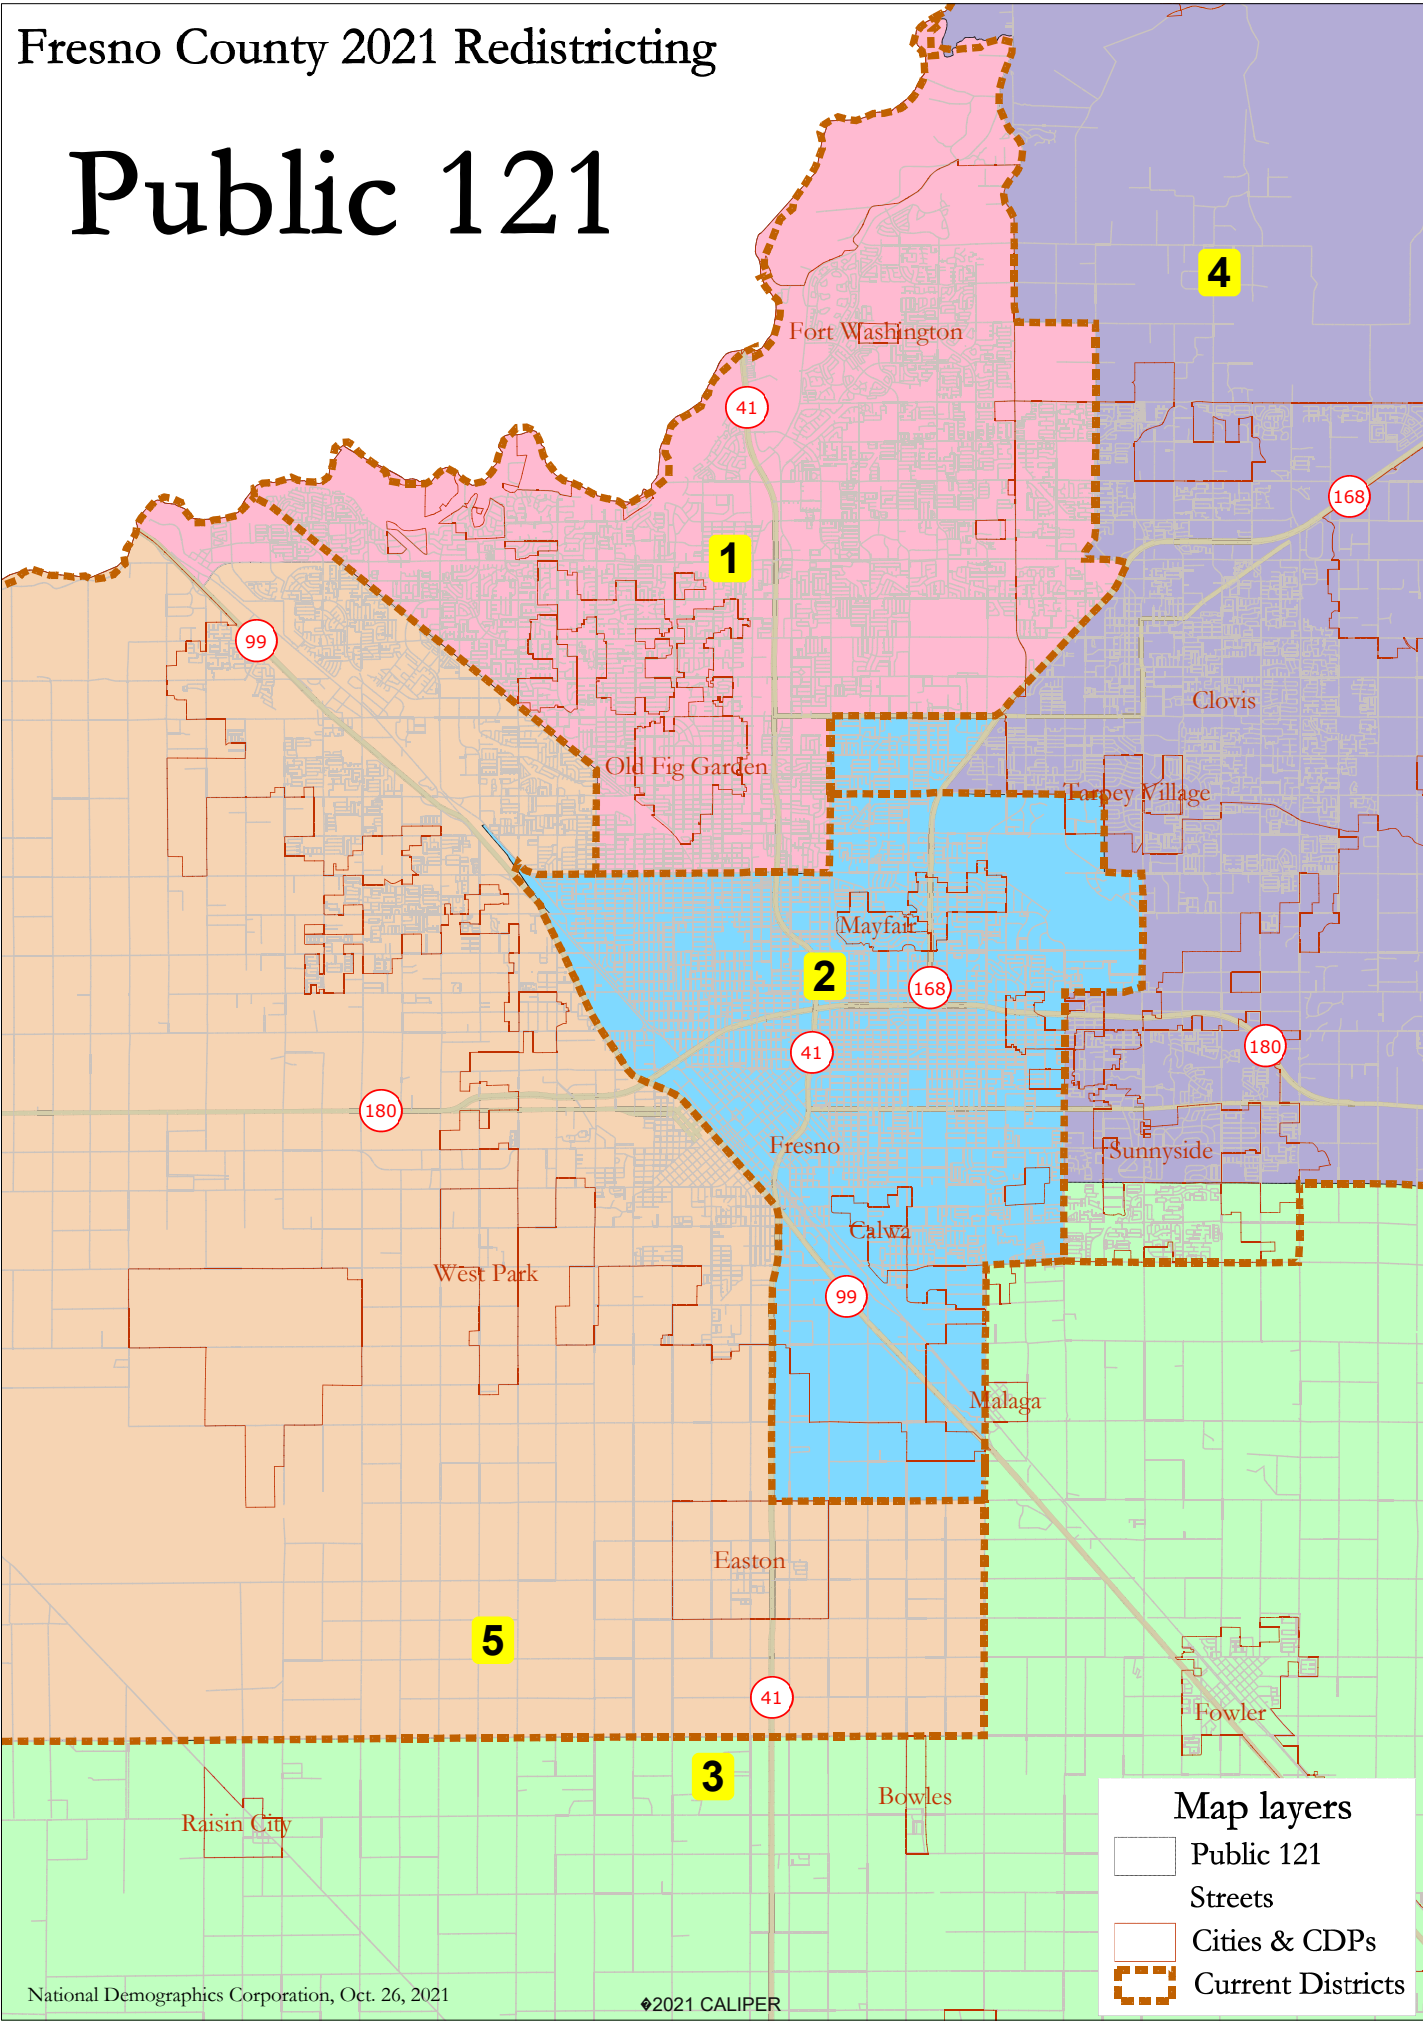 Fresno County 2021 Redistricting
Public 121
4
Fort Washington
41
168
1
99
Clovis
Old Fig Garden
Tarpey Village
Mayfair
2
168
41
180
180
Fresno
Sunnyside
Calwa
West Park
99
Malaga
Easton
5
41
Fowler
3
Bowles
Raisin City
Map layers
Public 121
Streets
Cities & CDPs
Current Districts
National Demographics Corporation, Oct. 26, 2021
�2021 CALIPER